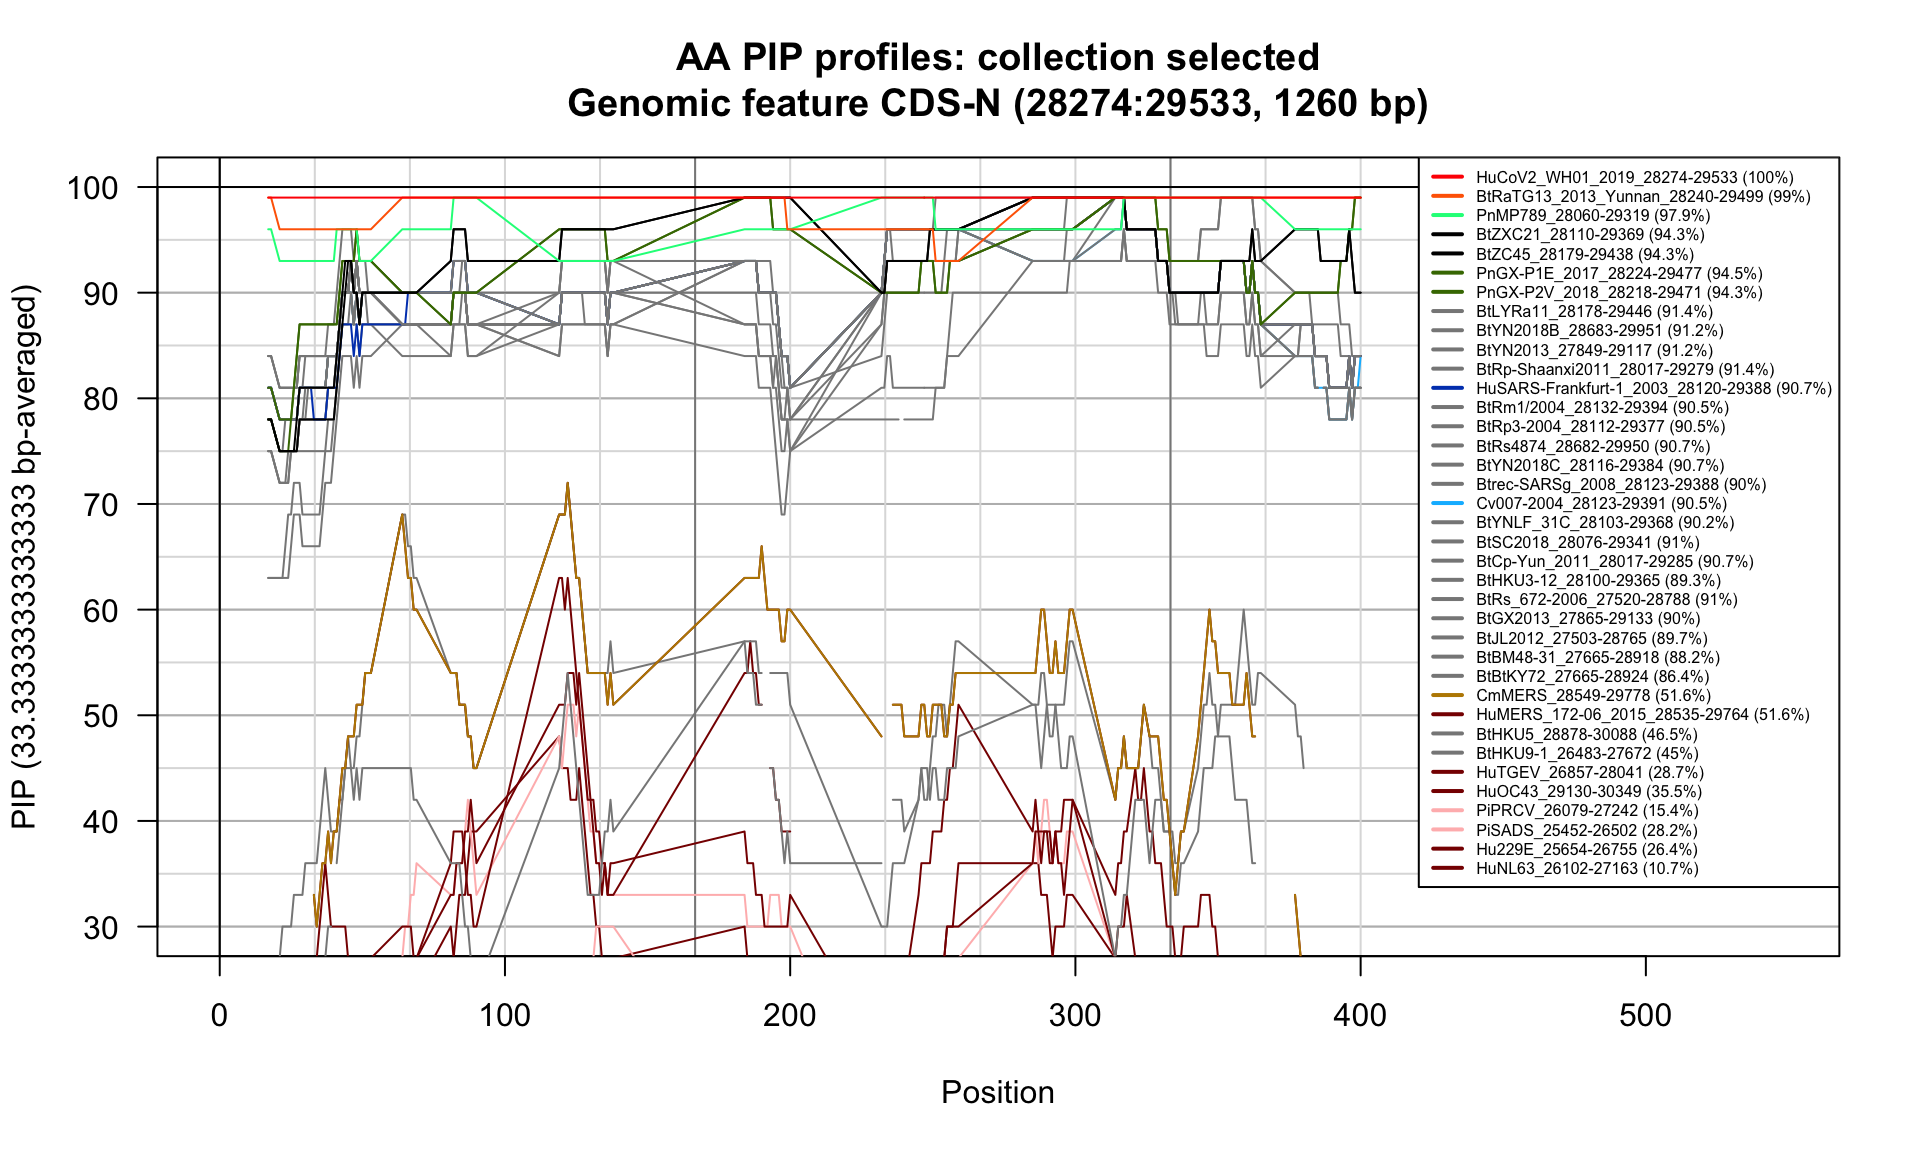 AA PIP profiles: collection selected
Genomic feature CDS-N (28274:29533, 1260 bp)
PIP (33.3333333333333 bp-averaged)
100
90
80
70
60
50
40
30
0
100
200
300
400
500
Position
HuCoV2_WH01_2019_28274-29533 (100%)
BtRaTG13_2013_Yunnan_28240-29499 (99%)
PnMP789_28060-29319 (97.9%)
BtZXC21_28110-29369 (94.3%)
BtZC45_28179-29438 (94.3%)
PnGX-P1E_2017_28224-29477 (94.5%)
PnGX-P2V_2018_28218-29471 (94.3%)
BtLYRa11_28178-29446 (91.4%)
BtYN2018B_28683-29951 (91.2%)
BtYN2013_27849-29117 (91.2%)
BtRp-Shaanxi2011_28017-29279 (91.4%)
HuSARS-Frankfurt-1_2003_28120-29388 (90.7%)
BtRm1/2004_28132-29394 (90.5%)
BtRp3-2004_28112-29377 (90.5%)
BtRs4874_28682-29950 (90.7%)
BtYN2018C_28116-29384 (90.7%)
Btrec-SARSg_2008_28123-29388 (90%)
Cv007-2004_28123-29391 (90.5%)
BtYNLF_31C_28103-29368 (90.2%)
BtSC2018_28076-29341 (91%)
BtCp-Yun_2011_28017-29285 (90.7%)
BtHKU3-12_28100-29365 (89.3%)
BtRs_672-2006_27520-28788 (91%)
BtGX2013_27865-29133 (90%)
BtJL2012_27503-28765 (89.7%)
BtBM48-31_27665-28918 (88.2%)
BtBtKY72_27665-28924 (86.4%)
CmMERS_28549-29778 (51.6%)
HuMERS_172-06_2015_28535-29764 (51.6%)
BtHKU5_28878-30088 (46.5%)
BtHKU9-1_26483-27672 (45%)
HuTGEV_26857-28041 (28.7%)
HuOC43_29130-30349 (35.5%)
PiPRCV_26079-27242 (15.4%)
PiSADS_25452-26502 (28.2%)
Hu229E_25654-26755 (26.4%)
HuNL63_26102-27163 (10.7%)